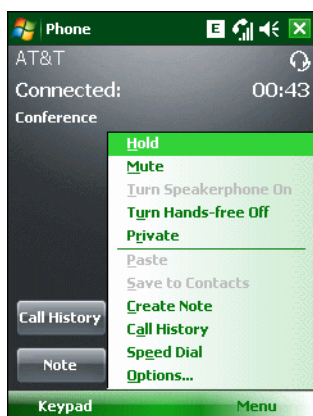 Phone
E
AT&T
Connected: 00:43
Conference
Hold
Mute
Turn Speakerphone On
Turn Hands-free Off
Private
Paste
Save to Contacts
Create Note
Call History
Call History
Speed Dial
Note
Options...
Keypad Menu